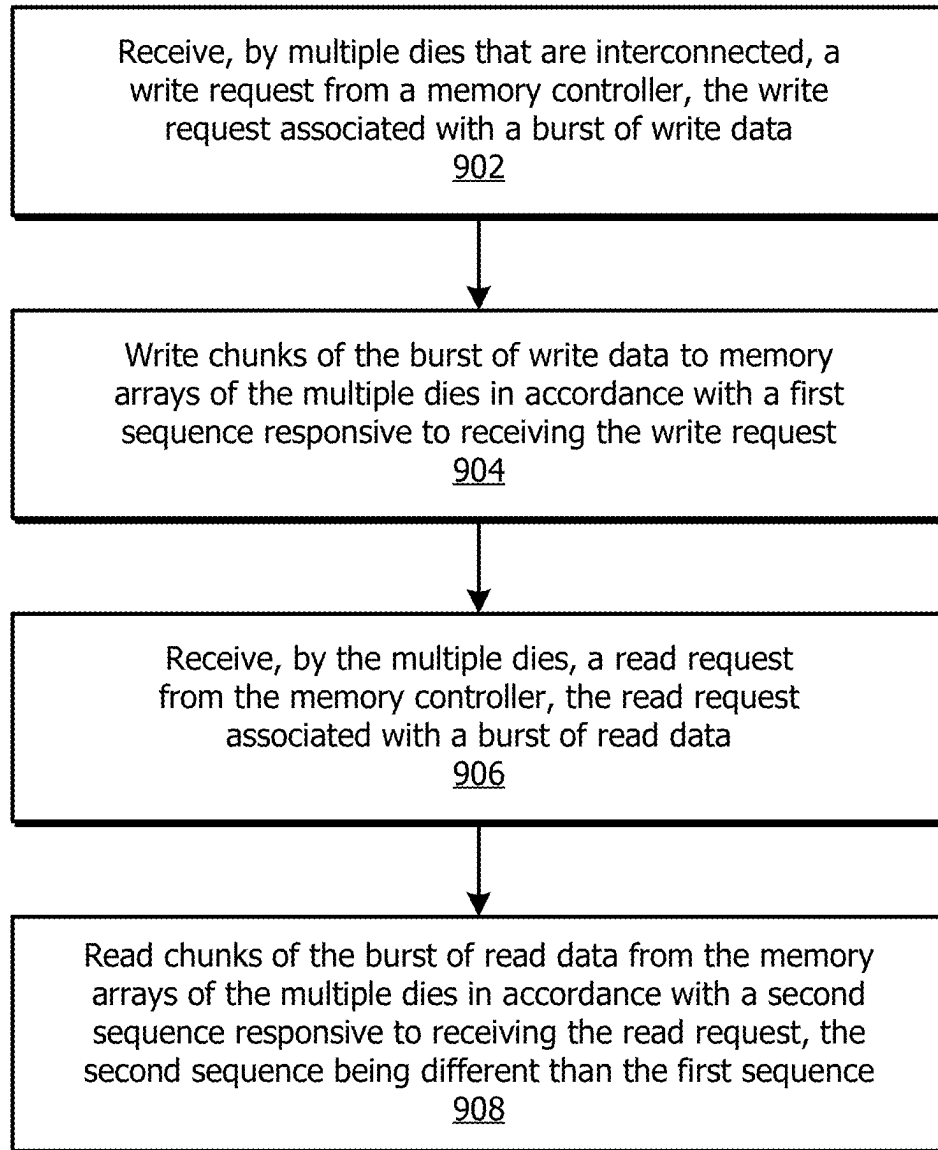 Receive, by multiple dies that are interconnected, a
write request from a memory controller, the write
request associated with a burst of write data
902
Write chunks of the burst of write data to memory
arrays of the multiple dies in accordance with a first
sequence responsive to receiving the write request
904
Receive, by the multiple dies, a read request
from the memory controller, the read request
associated with a burst of read data
906
Read chunks of the burst of read data from the memory
arrays of the multiple dies in accordance with a second
sequence responsive to receiving the read request, the
second sequence being different than the first sequence
908